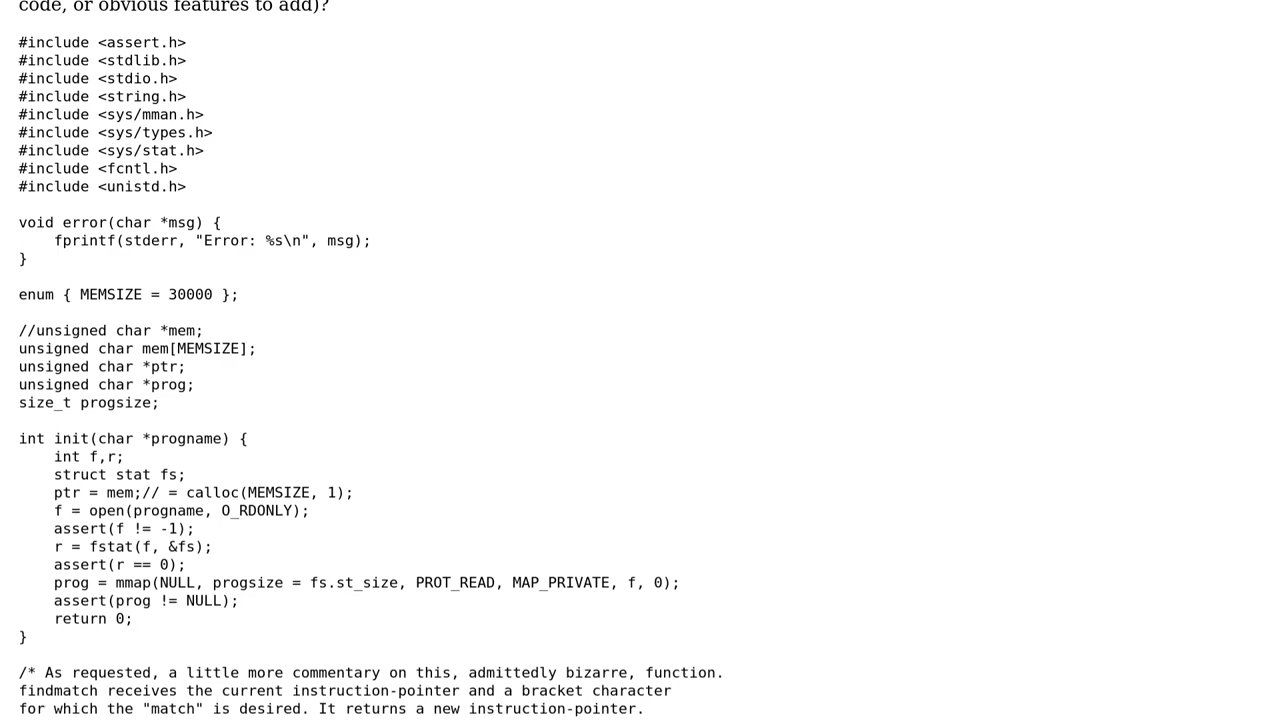 code, or obvious features to add)?
#include <assert.h>
#include <stdlib.h>
#include <stdio.h>
#include <string.h>
#include <sys/mman.h>
#include <sys/types.h>
#include <sys/stat.h>
#include <fcntl.h>
#include <unistd.h>
void error(char *msg) {
    fprintf(stderr, "Error: %s\n", msg);
}
enum { MEMSIZE = 30000 };
//unsigned char *mem;
unsigned char mem[MEMSIZE];
unsigned char *ptr;
unsigned char *prog;
size_t progsize;
int init(char *progname) {
    int f,r;
    struct stat fs;
    ptr = mem;// = calloc(MEMSIZE, 1);
    f = open(progname, O_RDONLY);
    assert(f != -1);
    r = fstat(f, &fs);
    assert(r == 0);
    prog = mmap(NULL, progsize = fs.st_size, PROT_READ, MAP_PRIVATE, f, 0);
    assert(prog != NULL);
    return 0;
}
/* As requested, a little more commentary on this, admittedly bizarre, function.
findmatch receives the current instruction-pointer and a bracket character
for which the "match" is desired. It returns a new instruction-pointer.